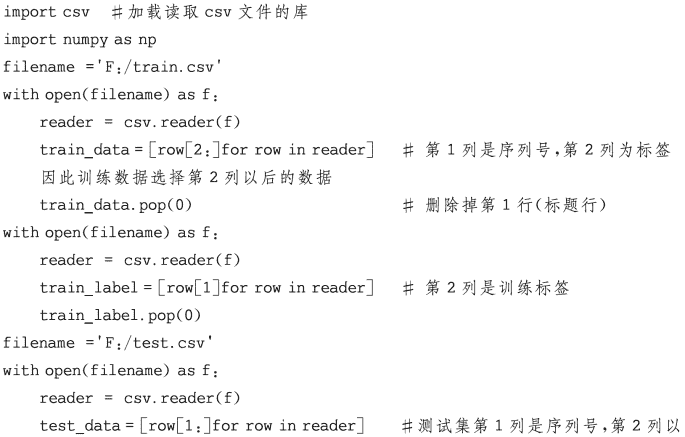 import csv  #加载读取 csv 文件的库
import numpy as np
filename ='F:/train.csv'
with open(filename) as f:
    reader = csv.reader(f)
    train_data = [row[2:]for row in reader]   # 第 1 列是序列号,第 2 列为标签
    因此训练数据选择第 2 列以后的数据
    train_data.pop(0)   # 删除掉第 1 行(标题行)
with open(filename) as f:
    reader = csv.reader(f)
    train_label = [row[1]for row in reader]   # 第 2 列是训练标签
    train_label.pop(0)
filename ='F:/test.csv'
with open(filename) as f:
    reader = csv.reader(f)
    test_data = [row[1:]for row in reader]   #测试集第 1 列是序列号,第 2 列以